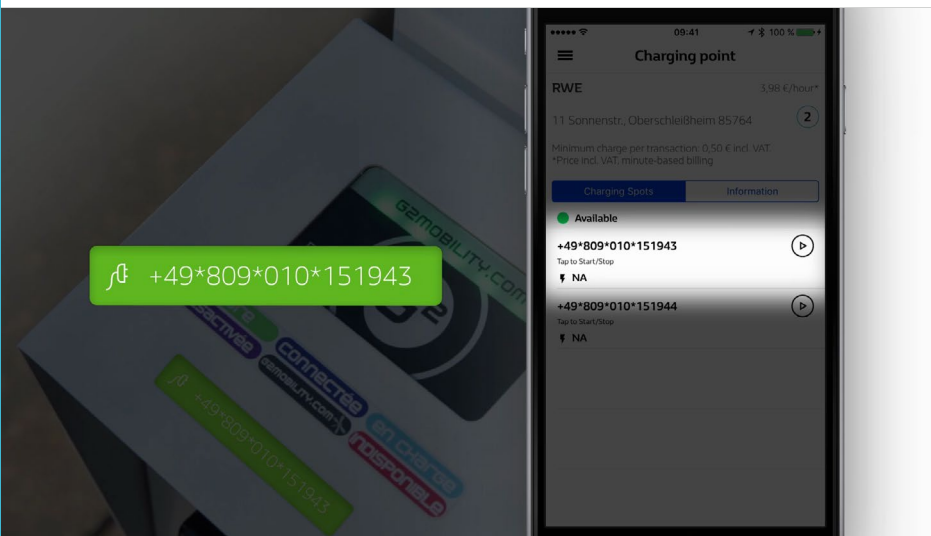 +49*809*010*151943
G2MOBILITY.COM
CONNECTÉE
G2MOBILITY.COM
EN CHARGE
INDISPONIBLE
+49*809*010*151943
09:41
100 %
Charging point
RWE
3,98 €/hour*
11 Sonnenstr., Oberschleißheim 85764
2
Minimum charge per transaction: 0,50 € incl. VAT.
*Price incl. VAT. minute-based billing
Charging Spots
Information
Available
+49*809*010*151943
Tap to Start/Stop
NA
+49*809*010*151944
Tap to Start/Stop
NA